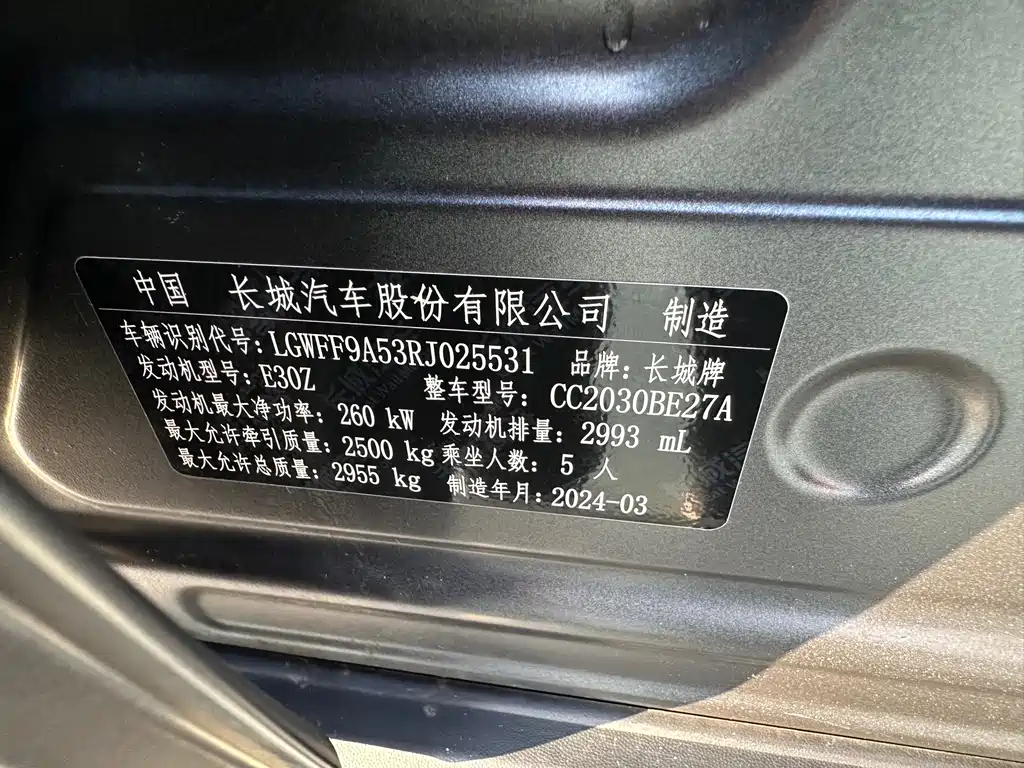 中国 长城汽车股份有限公司 制造
车辆识别代号：LGWFF9A53RJ025531 品牌：长城牌
发动机型号：E30Z 整车型号：CC2030BE27A
发动机最大净功率：260 kW 发动机排量：2993 mL
最大允许牵引质量：2500 kg 乘坐人数：5 人
最大允许总质量：2955 kg 制造年月：2024-03